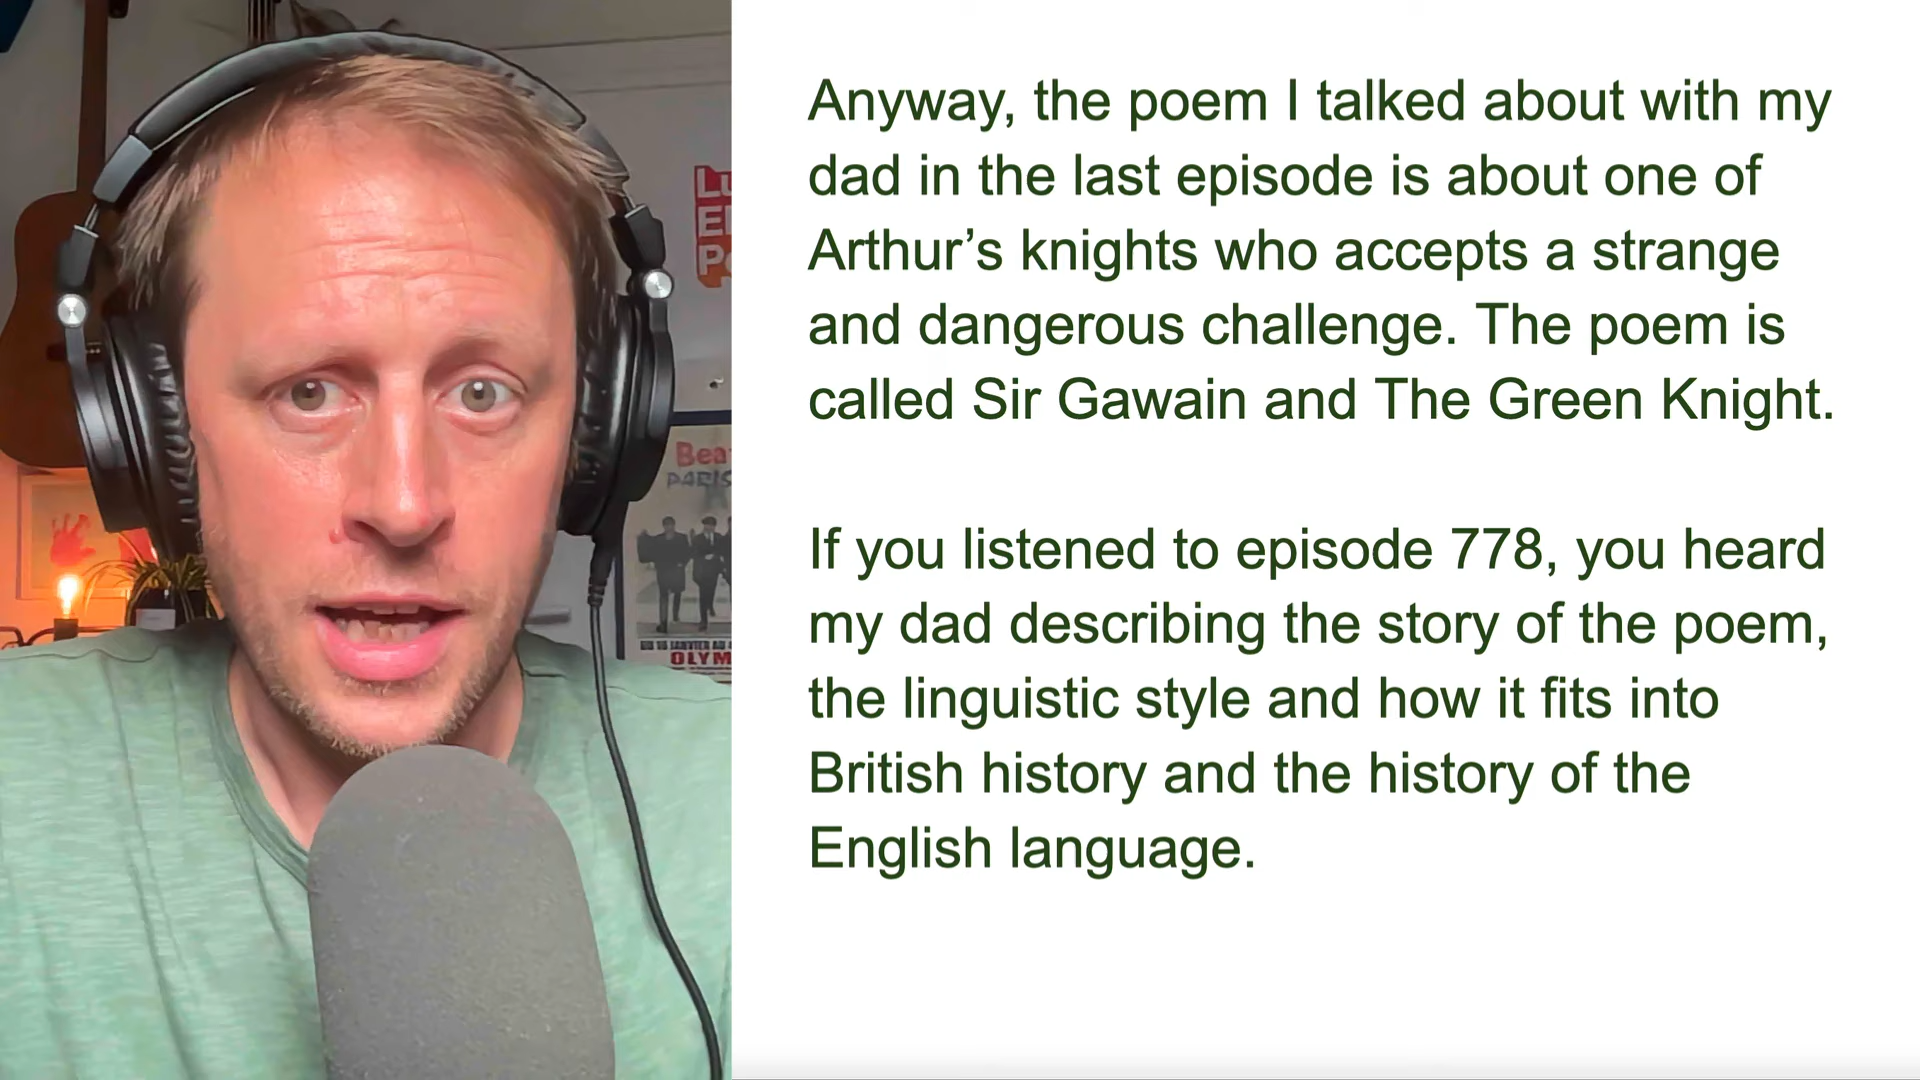 Anyway, the poem I talked about with my
dad in the last episode is about one of
Arthur’s knights who accepts a strange
and dangerous challenge. The poem is
called Sir Gawain and The Green Knight.
If you listened to episode 778, you heard
my dad describing the story of the poem,
the linguistic style and how it fits into
British history and the history of the
English language.
PARIS
OLYM